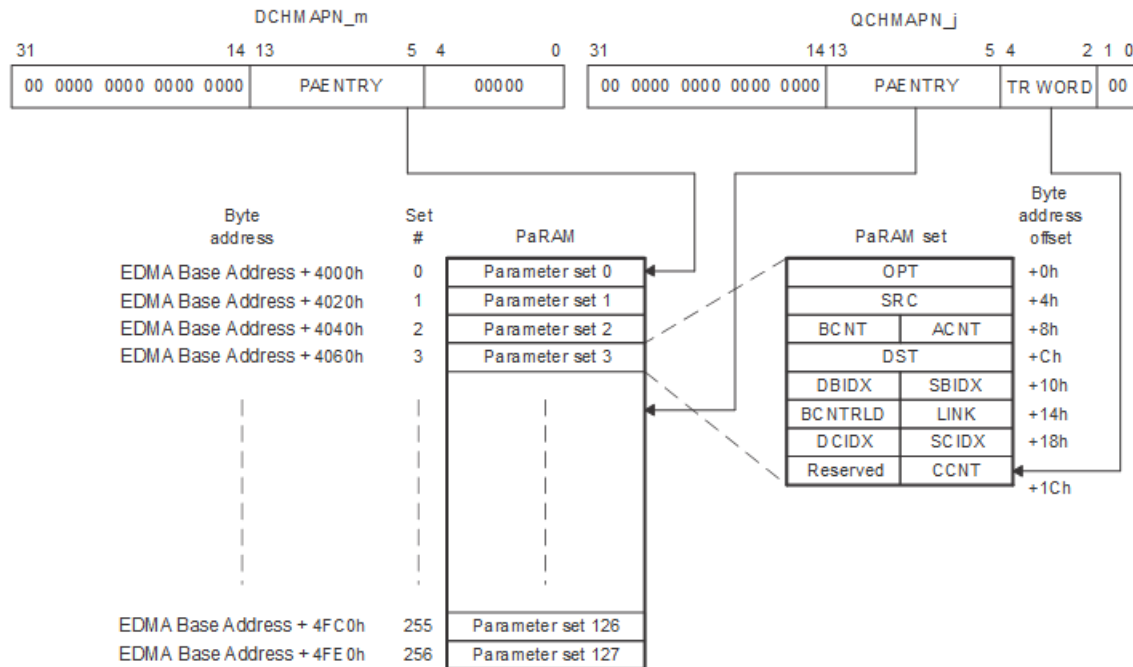 DCHMAPN_m QCHMAPN_j
31 14 13 5 4 0 31 14 13 5 4 2 1 0
00 0000 0000 0000 0000 PAENTRY 00000 00 0000 0000 0000 0000 PAENTRY TR WORD 00
Byte address Set # PaRAM PaRAM set Byte address offset
EDMA Base Address + 4000h 0 Parameter set 0 OPT +0h
EDMA Base Address + 4020h 1 Parameter set 1 SRC +4h
EDMA Base Address + 4040h 2 Parameter set 2 BCNT ACNT +8h
EDMA Base Address + 4060h 3 Parameter set 3 DST +Ch
DBIDX SBIDX +10h
BCNTRLD LINK +14h
DCIDX SCIDX +18h
Reserved CCNT +1Ch
EDMA Base Address + 4FC0h 255 Parameter set 126
EDMA Base Address + 4FE0h 256 Parameter set 127